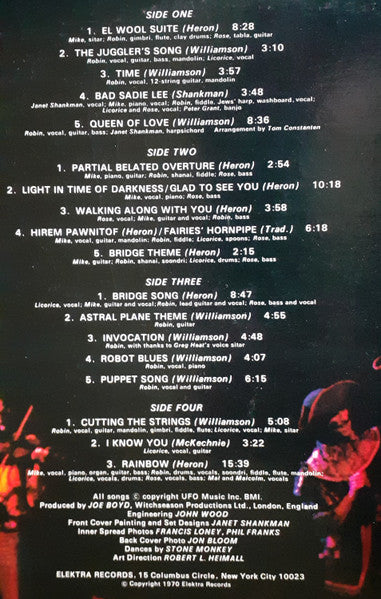 SIDE ONE
1. EL WOOL SUITE (Heron) 8:28
Mike, sitar; Robin, gimbri, flute, clay drums; Rose, tabla, guitar
2. THE JUGGLER'S SONG (Williamson) 3:10
Robin, vocal, guitar, bass, mandolin; Licorice, vocal
3. TIME (Williamson) 3:57
Robin, vocal, 12-string guitar, mandolin
4. BAD SADIE LEE (Shankman) 3:48
Janet Shankman, vocal; Mike, piano, vocal; Robin, fiddle, Jews' harp, washboard, vocal;
Licorice and Rose, vocal; Peter Grant, banjo
5. QUEEN OF LOVE (Williamson) 8:36
Robin, vocal, guitar, bass; Janet Shankman, harpsichord Arrangement by Tom Constanten
SIDE TWO
1. PARTIAL BELATED OVERTURE (Heron) 2:54
Mike, piano, guitar; Robin, shanai, fiddle; Rose, bass
2. LIGHT IN TIME OF DARKNESS/GLAD TO SEE YOU (Heron) 10:18
Mike, vocal, piano; Rose, bass
3. WALKING ALONG WITH YOU (Heron) 3:58
Rose, vocal; Mike, guitar and vocal; Robin, bass
4. HIREM PAWNITOF (Heron)/FAIRIES' HORNPIPE (Trad.) 6:18
Mike, vocal, guitar, mandolin; Robin, fiddle; Licorice, spoons; Rose, bass
5. BRIDGE THEME (Heron) 2:15
Mike, guitar; Robin, shanai, soondri; Licorice, drums; Rose, bass
SIDE THREE
1. BRIDGE SONG (Heron) 8:47
Licorice, vocal; Mike, guitar and vocal; Robin, lead guitar and vocal; Rose, bass and vocal
2. ASTRAL PLANE THEME (Williamson) 4:55
Robin, guitar
3. INVOCATION (Williamson) 4:48
Robin, with thanks to Greg Heat's voice sitar
4. ROBOT BLUES (Williamson) 4:07
Robin, vocal, piano
5. PUPPET SONG (Williamson) 6:15
Robin, vocal and guitar
SIDE FOUR
1. CUTTING THE STRINGS (Williamson) 5:08
Robin, vocal, guitar, mandolin, gimbri, fiddle, flute; Licorice, vocal; Mike, sitar
2. I KNOW YOU (McKechnie) 3:22
Licorice, vocal, guitar
3. RAINBOW (Heron) 15:39
Mike, vocal, piano, organ, guitar, bass; Robin, drums, vocals, soondri, fiddle, flute, mandolin;
Licorice, vocals, drums; Rose, vocals, bass; Mal and Malcolm, vocals
All songs © copyright UFO Music Inc. BMI.
Produced by JOE BOYD, Witchseason Productions Ltd., London, England
Engineering JOHN WOOD
Front Cover Painting and Set Designs JANET SHANKMAN
Inner Spread Photos FRANCIS LONEY, PHIL FRANKS
Back Cover Photo JON BLOOM
Dances by STONE MONKEY
Art Direction ROBERT L. HEIMALL
ELEKTRA RECORDS, 15 Columbus Circle, New York City 10023
© Copyright 1970 Elektra Records